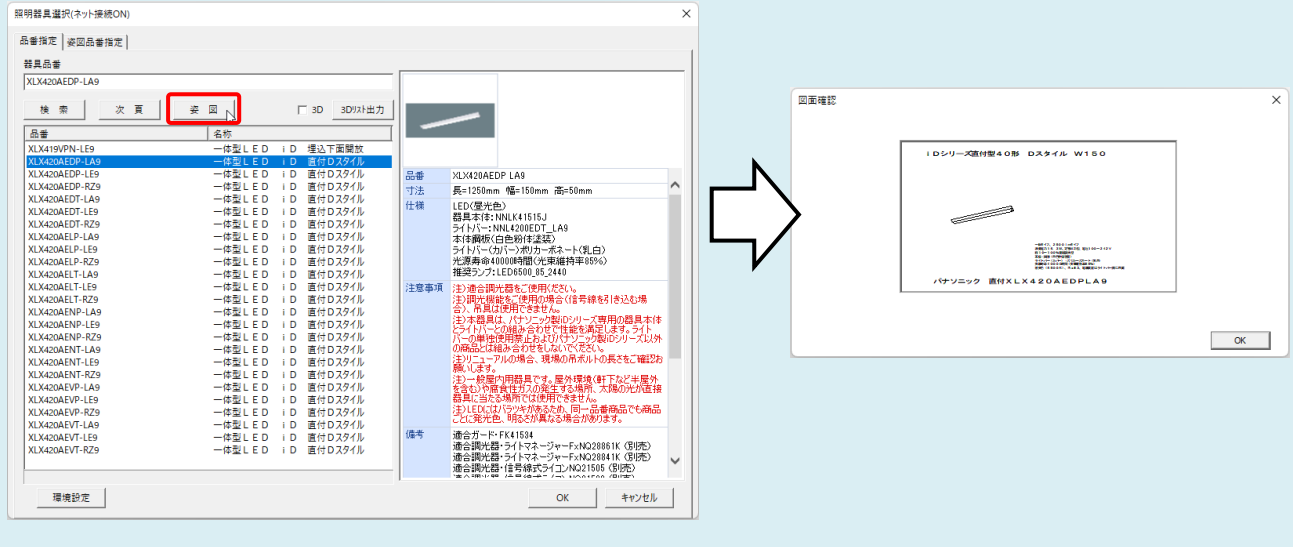 照明器具選択(ネット接続ON)
品番指定 姿図品番指定
器具品番
XLX420AEDP-LA9
検 索 次 頁 姿 図 3D 3Dリスト出力
品番 名称
XLX419VPN-LE9 一体型ＬＥＤ ｉＤ 埋込下面開放
XLX420AEDP-LA9 一体型ＬＥＤ ｉＤ 直付Ｄスタイル
XLX420AEDP-LE9 一体型ＬＥＤ ｉＤ 直付Ｄスタイル
XLX420AEDP-RZ9 一体型ＬＥＤ ｉＤ 直付Ｄスタイル
XLX420AEDT-LA9 一体型ＬＥＤ ｉＤ 直付Ｄスタイル
XLX420AEDT-LE9 一体型ＬＥＤ ｉＤ 直付Ｄスタイル
XLX420AEDT-RZ9 一体型ＬＥＤ ｉＤ 直付Ｄスタイル
XLX420AELP-LA9 一体型ＬＥＤ ｉＤ 直付Ｄスタイル
XLX420AELP-LE9 一体型ＬＥＤ ｉＤ 直付Ｄスタイル
XLX420AELP-RZ9 一体型ＬＥＤ ｉＤ 直付Ｄスタイル
XLX420AELT-LA9 一体型ＬＥＤ ｉＤ 直付Ｄスタイル
XLX420AELT-LE9 一体型ＬＥＤ ｉＤ 直付Ｄスタイル
XLX420AELT-RZ9 一体型ＬＥＤ ｉＤ 直付Ｄスタイル
XLX420AENP-LA9 一体型ＬＥＤ ｉＤ 直付Ｄスタイル
XLX420AENP-LE9 一体型ＬＥＤ ｉＤ 直付Ｄスタイル
XLX420AENP-RZ9 一体型ＬＥＤ ｉＤ 直付Ｄスタイル
XLX420AENT-LA9 一体型ＬＥＤ ｉＤ 直付Ｄスタイル
XLX420AENT-LE9 一体型ＬＥＤ ｉＤ 直付Ｄスタイル
XLX420AENT-RZ9 一体型ＬＥＤ ｉＤ 直付Ｄスタイル
XLX420AEVP-LA9 一体型ＬＥＤ ｉＤ 直付Ｄスタイル
XLX420AEVP-LE9 一体型ＬＥＤ ｉＤ 直付Ｄスタイル
XLX420AEVP-RZ9 一体型ＬＥＤ ｉＤ 直付Ｄスタイル
XLX420AEVT-LA9 一体型ＬＥＤ ｉＤ 直付Ｄスタイル
XLX420AEVT-LE9 一体型ＬＥＤ ｉＤ 直付Ｄスタイル
XLX420AEVT-RZ9 一体型ＬＥＤ ｉＤ 直付Ｄスタイル
品番 XLX420AEDP LA9
寸法 長=1250mm 幅=150mm 高=50mm
仕様 LED(昼光色)
器具本体:NNLK41515J
ライトバー:NNL4200EDT_LA9
本体鋼板(白色粉体塗装)
ライトバー(カバー)ポリカーボネート(乳白)
光源寿命40000時間(光束維持率85%)
推奨ランプ:LED6500_85_2440
注意事項 注)適合調光器をご使用ください。
注)調光機能をご使用の場合(信号線を引き込む場
合)、吊具は使用できません。
注)本器具は、パナソニック製iDシリーズ専用の器具本体
とライトバーとの組み合わせで性能を満足します。ライト
バーの単独使用禁止およびパナソニック製iDシリーズ以外
の商品とは組み合わせをしないでください。
注)リニューアルの場合、現場の吊ボルトの長さをご確認お
願いします。
注)一般屋内用器具です。屋外環境(軒下など半屋外
を含む)や腐食性ガスの発生する場所、太陽の光が直接
器具に当たる場所では使用できません。
注)LEDにはバラツキがあるため、同一品番商品でも商品
ごとに発光色、明るさが異なる場合があります。
備考 適合ガード・FK41534
適合調光器・ライトマネージャーFxNQ28861K（別売）
適合調光器・ライトマネージャーFxNQ28841K（別売）
適合調光器・信号線式ライコンNQ21505（別売）
環境設定 OK キャンセル
図面確認
ｉＤシリーズ直付型４０形 Ｄスタイル Ｗ１５０
パナソニック 直付ＸＬＸ４２０ＡＥＤＰＬＡ９
OK